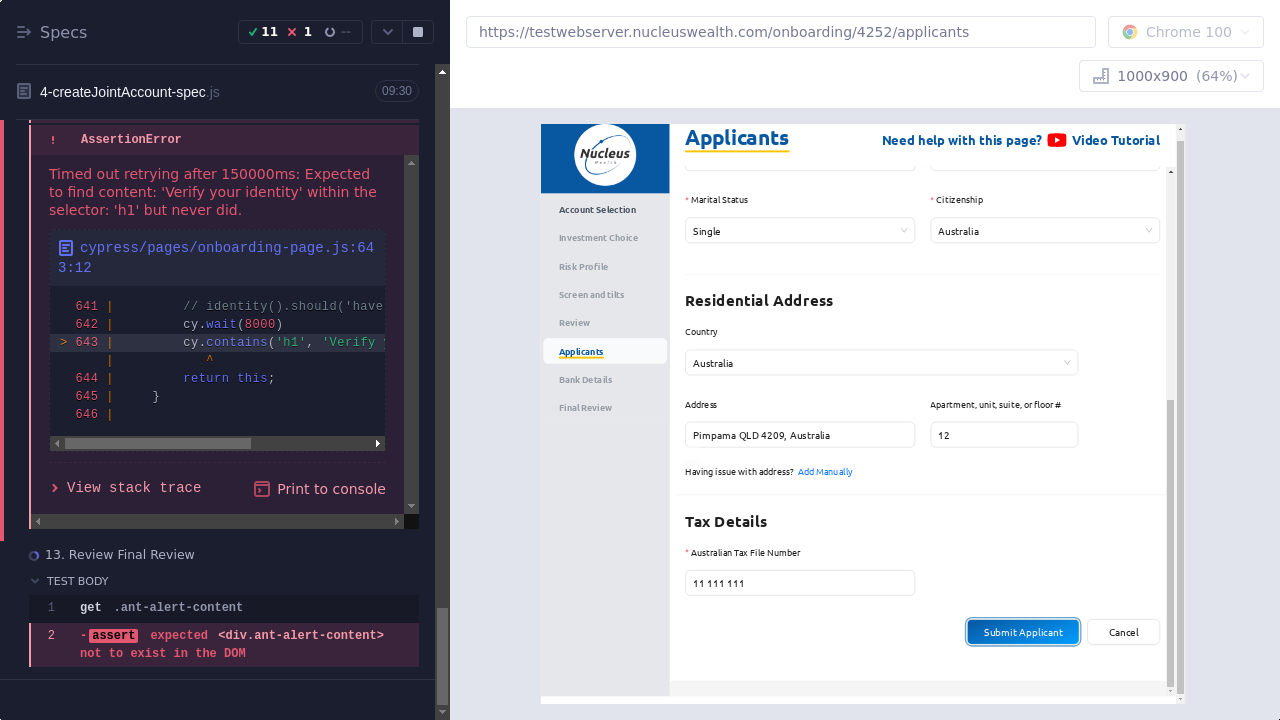 Specs
11
1
--
https://testwebserver.nucleuswealth.com/onboarding/4252/applicants
Chrome 100
1000x900 (64%)
4-createJointAccount-spec.js
09:30
! AssertionError
Timed out retrying after 150000ms: Expected
to find content: 'Verify your identity' within the
selector: 'h1' but never did.
cypress/pages/onboarding-page.js:64
3:12
641 | // identity().should('have
642 | cy.wait(8000)
> 643 | cy.contains('h1', 'Verify
| ^
644 | return this;
645 | }
646 |
View stack trace
Print to console
13. Review Final Review
TEST BODY
1 get .ant-alert-content
2 -assert expected <div.ant-alert-content>
not to exist in the DOM
Nucleus
Wealth
Account Selection
Investment Choice
Risk Profile
Screen and tilts
Review
Applicants
Bank Details
Final Review
Applicants
Need help with this page? Video Tutorial
* Marital Status
* Citizenship
Single
Australia
Residential Address
Country
Australia
Address
Apartment, unit, suite, or floor #
Pimpama QLD 4209, Australia
12
Having issue with address? Add Manually
Tax Details
* Australian Tax File Number
11 111 111
Submit Applicant
Cancel